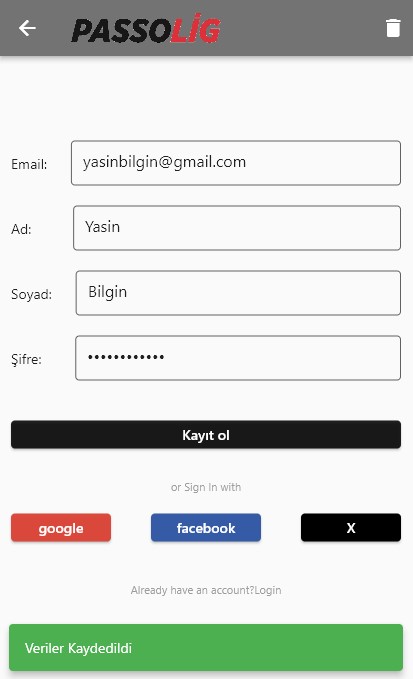 PASSOLİG
Email: yasinbilgin@gmail.com
Ad: Yasin
Soyad: Bilgin
Şifre: ••••••••••••
Kayıt ol
or Sign In with
google facebook X
Already have an account?Login
Veriler Kaydedildi